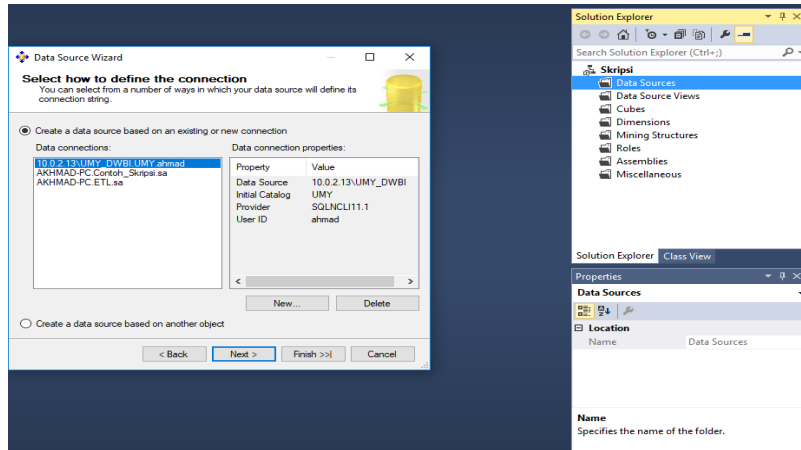 Data Source Wizard
Select how to define the connection
You can select from a number of ways in which your data source will define its
connection string.
Create a data source based on an existing or new connection
Data connections:
10.0.2.13\UMY_DWBI.UMY.ahmad
AKHMAD-PC.Contoh_Skripsi.sa
AKHMAD-PC.ETL.sa
Data connection properties:
Property Value
Data Source 10.0.2.13\UMY_DWBI
Initial Catalog UMY
Provider SQLNCLI11.1
User ID ahmad
New... Delete
Create a data source based on another object
< Back Next > Finish >>| Cancel
Solution Explorer
Search Solution Explorer (Ctrl+;)
Skripsi
Data Sources
Data Source Views
Cubes
Dimensions
Mining Structures
Roles
Assemblies
Miscellaneous
Solution Explorer Class View
Properties
Data Sources
Location
Name Data Sources
Name
Specifies the name of the folder.